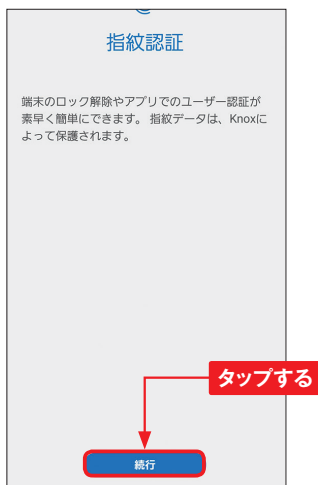 指紋認証
端末のロック解除やアプリでのユーザー認証が
素早く簡単にできます。 指紋データは、Knoxに
よって保護されます。
タップする
続行